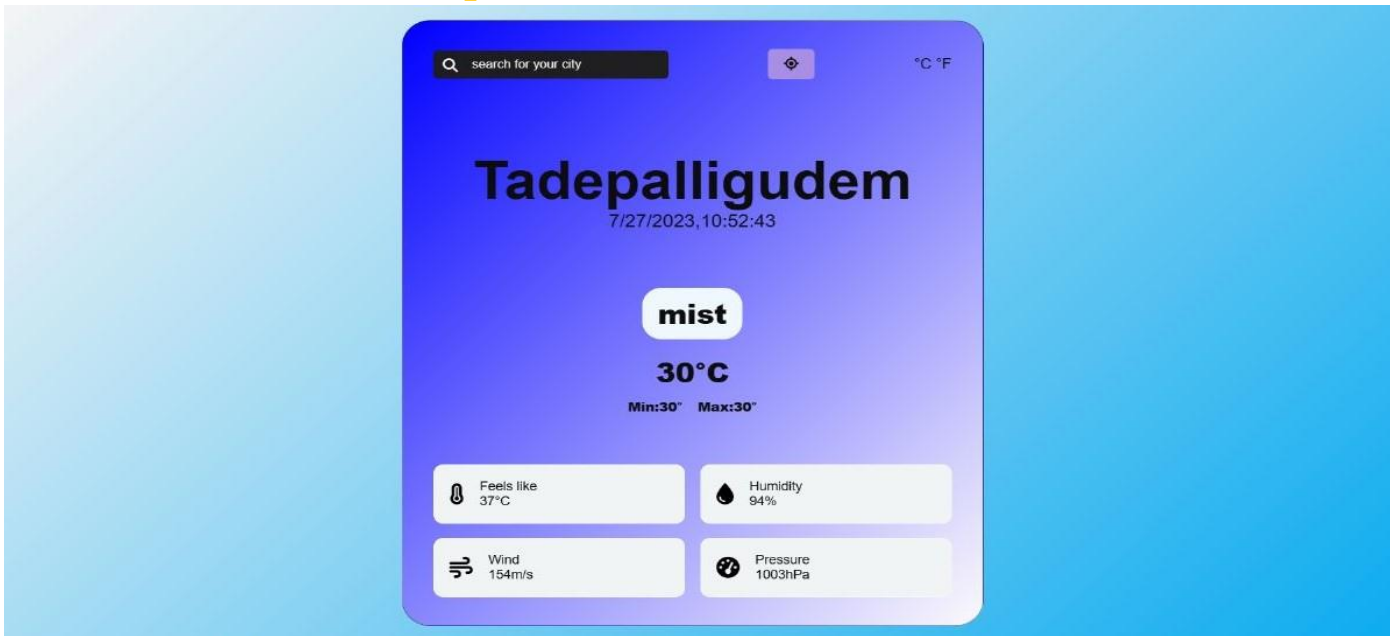 search for your city
°C °F
Tadepalligudem
7/27/2023,10:52:43
mist
30°C
Min:30° Max:30°
Feels like
37°C
Humidity
94%
Wind
154m/s
Pressure
1003hPa